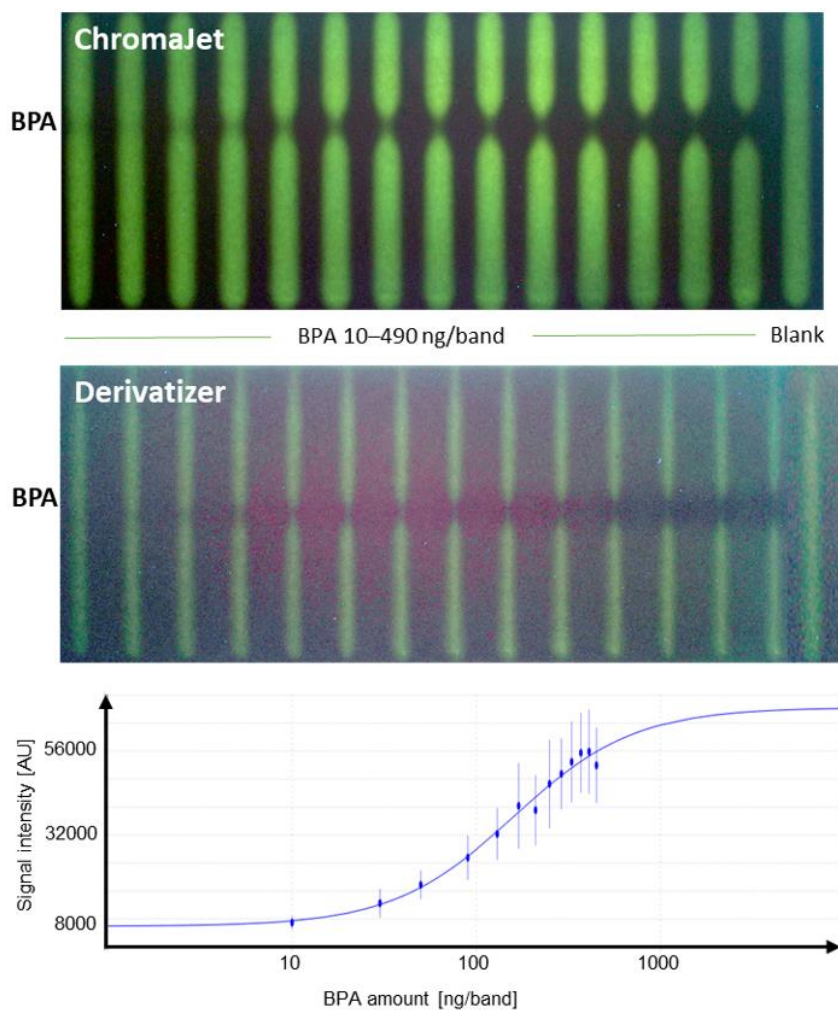 ChromaJet
BPA
BPA 10–490 ng/band
Blank
Derivatizer
BPA
Signal intensity [AU]
56000
32000
8000
10
100
1000
BPA amount [ng/band]